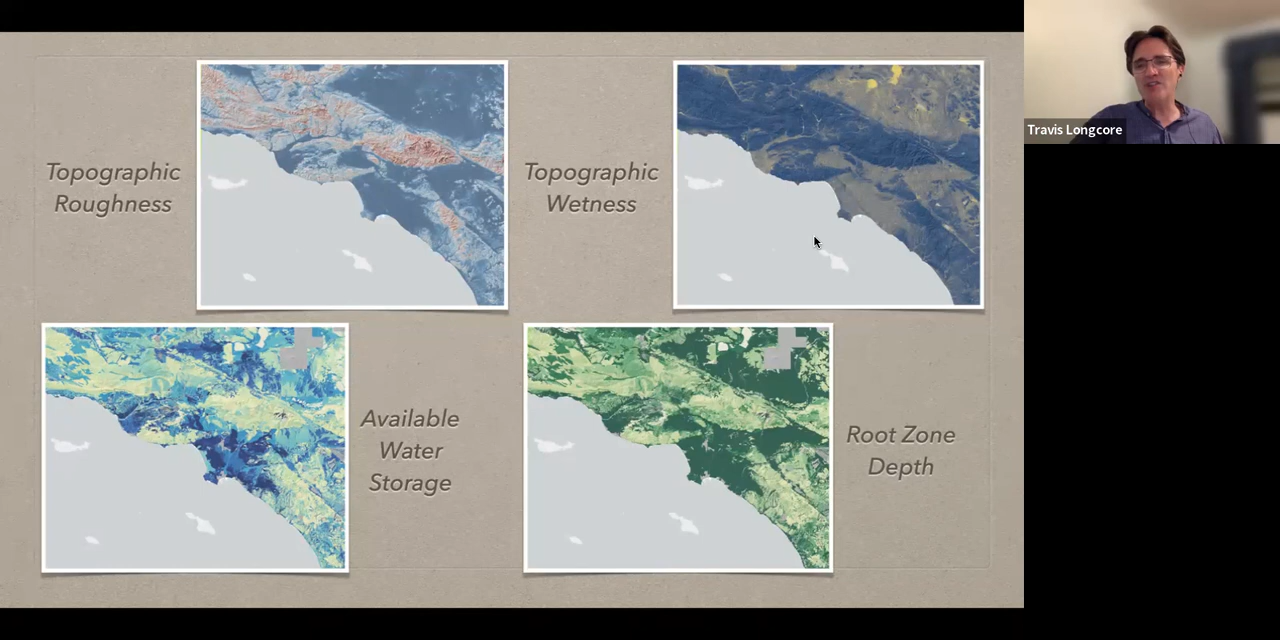 Topographic
Roughness
Topographic
Wetness
Travis Longcore
Available
Water
Storage
Root Zone
Depth